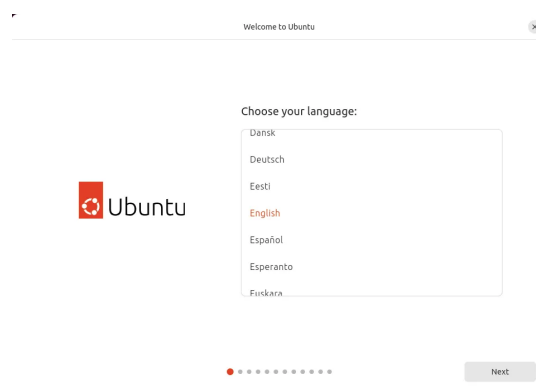 Welcome to Ubuntu
Choose your language:
Dansk
Deutsch
Eesti
English
Español
Esperanto
Euskara
Ubuntu
Next